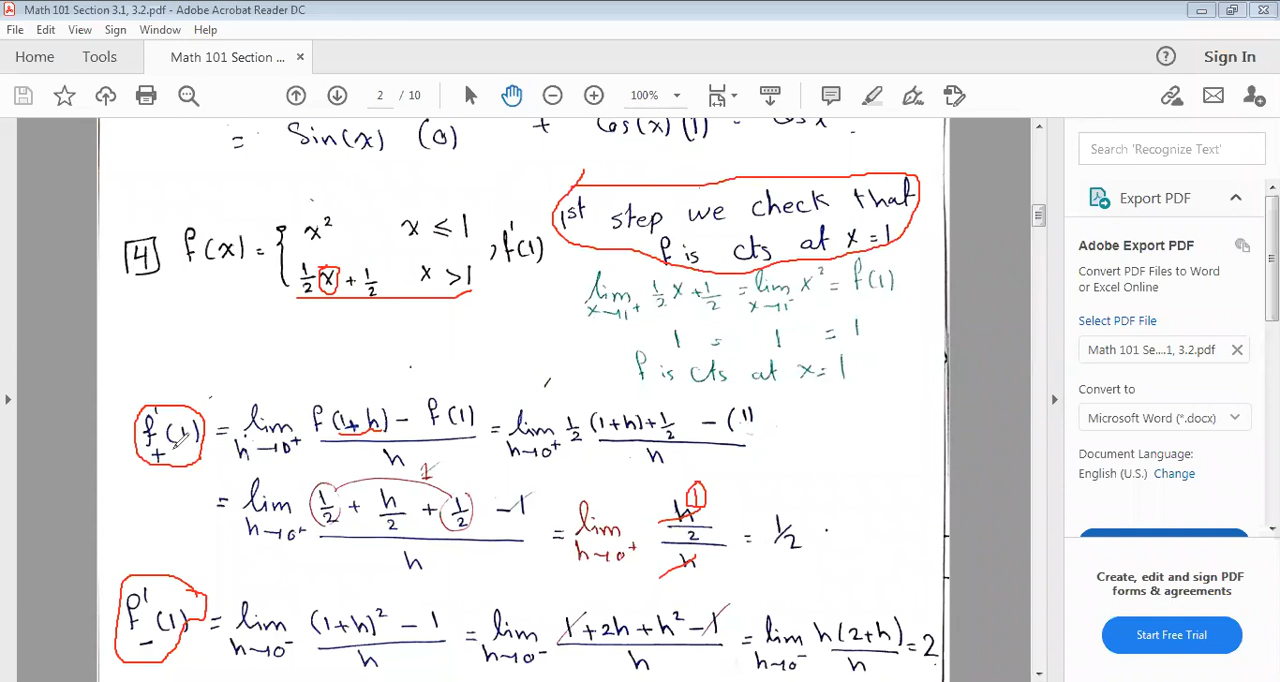 Math 101 Section 3.1, 3.2.pdf - Adobe Acrobat Reader DC
File Edit View Sign Window Help
Home Tools Math 101 Section ... × ? Sign In
2 / 10 100%
Search 'Recognize Text'
Export PDF
Adobe Export PDF
Convert PDF Files to Word
or Excel Online
Select PDF File
Math 101 Se....1, 3.2.pdf ×
Convert to
Microsoft Word (*.docx)
Document Language:
English (U.S.) Change
Create, edit and sign PDF
forms & agreements
Start Free Trial
= Sin(x) (0) + Cos(x)(1) = Cos x .
4 f(x) = { x² x ≤ 1 , f'(1)
½x + ½ x > 1
1st step we check that
f is cts at x = 1
lim x→1⁺ ½x + ½ = lim x→1⁻ x² = f(1)
1 = 1 = 1
f is cts at x = 1
f'₊(1) = lim h→0⁺ (f(1+h) - f(1))/h = lim h→0⁺ (½(1+h) + ½ - (1))/h
= lim h→0⁺ (½ + h/2 + ½ - 1)/h = lim h→0⁺ (h/2)/h = 1/2
f'₋(1) = lim h→0⁻ ((1+h)² - 1)/h = lim h→0⁻ (1 + 2h + h² - 1)/h = lim h→0⁻ h(2+h)/h = 2